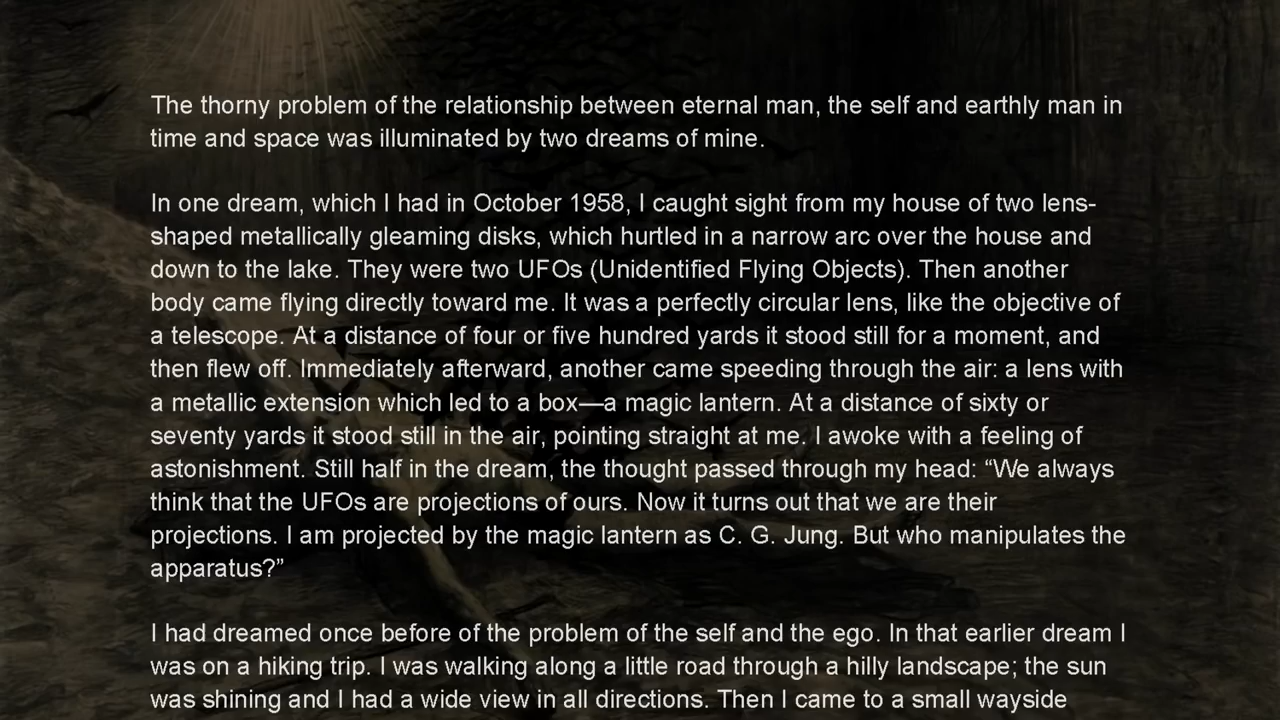 The thorny problem of the relationship between eternal man, the self and earthly man in
time and space was illuminated by two dreams of mine.
In one dream, which I had in October 1958, I caught sight from my house of two lens-
shaped metallically gleaming disks, which hurtled in a narrow arc over the house and
down to the lake. They were two UFOs (Unidentified Flying Objects). Then another
body came flying directly toward me. It was a perfectly circular lens, like the objective of
a telescope. At a distance of four or five hundred yards it stood still for a moment, and
then flew off. Immediately afterward, another came speeding through the air: a lens with
a metallic extension which led to a box—a magic lantern. At a distance of sixty or
seventy yards it stood still in the air, pointing straight at me. I awoke with a feeling of
astonishment. Still half in the dream, the thought passed through my head: “We always
think that the UFOs are projections of ours. Now it turns out that we are their
projections. I am projected by the magic lantern as C. G. Jung. But who manipulates the
apparatus?”
I had dreamed once before of the problem of the self and the ego. In that earlier dream I
was on a hiking trip. I was walking along a little road through a hilly landscape; the sun
was shining and I had a wide view in all directions. Then I came to a small wayside